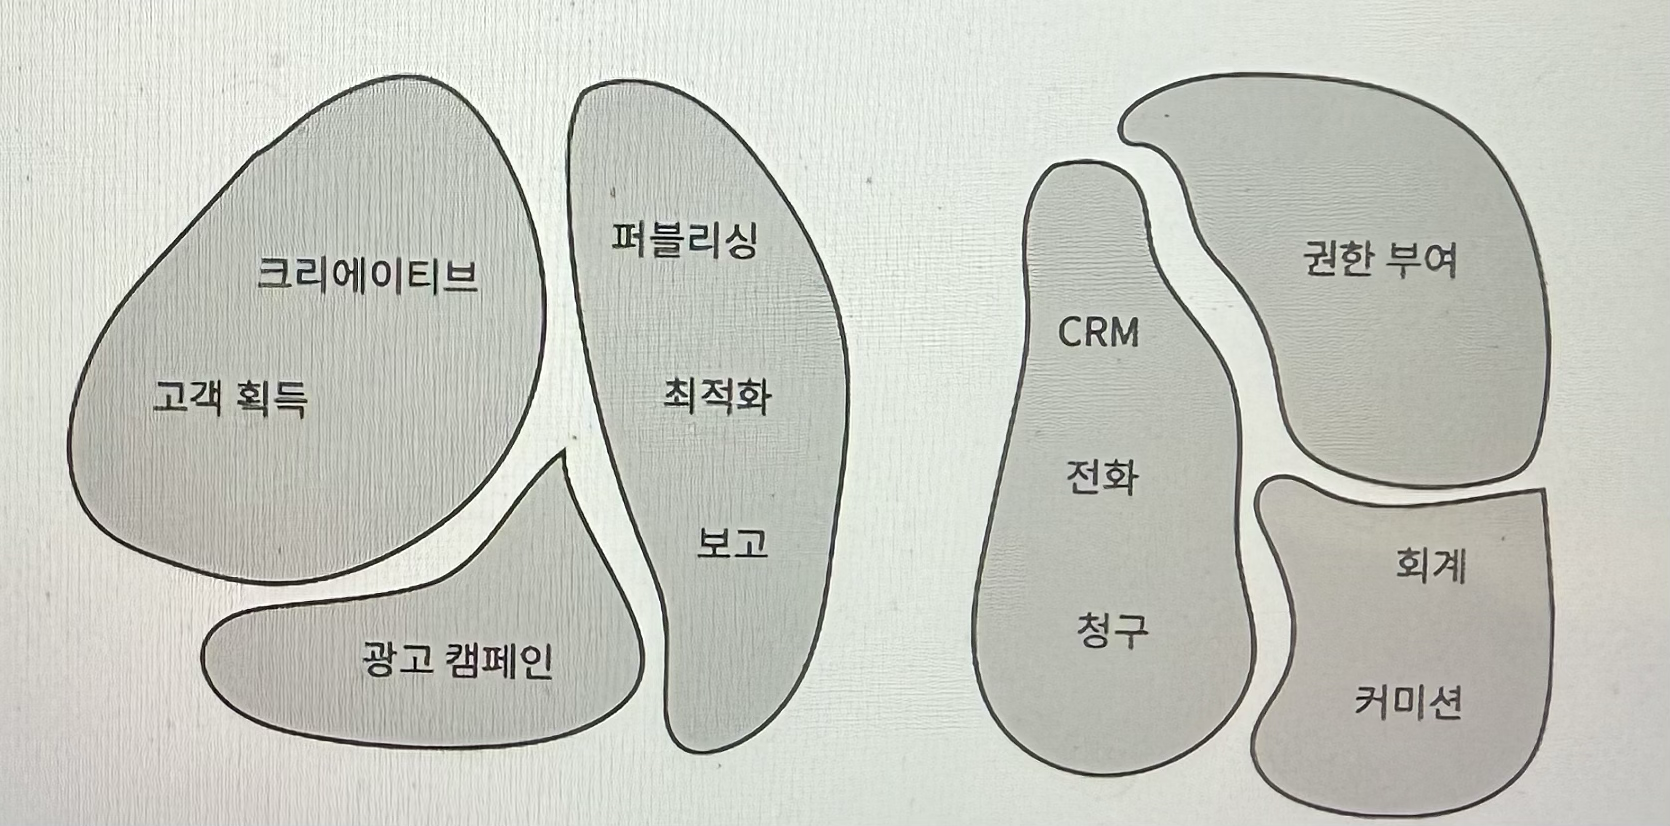 크리에이티브
고객 획득
광고 캠페인
퍼블리싱
최적화
보고
CRM
전화
청구
권한 부여
회계
커미션